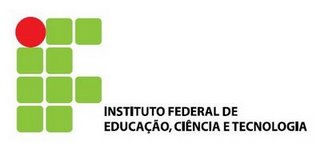 INSTITUTO FEDERAL DE
EDUCAÇÃO, CIÊNCIA E TECNOLOGIA